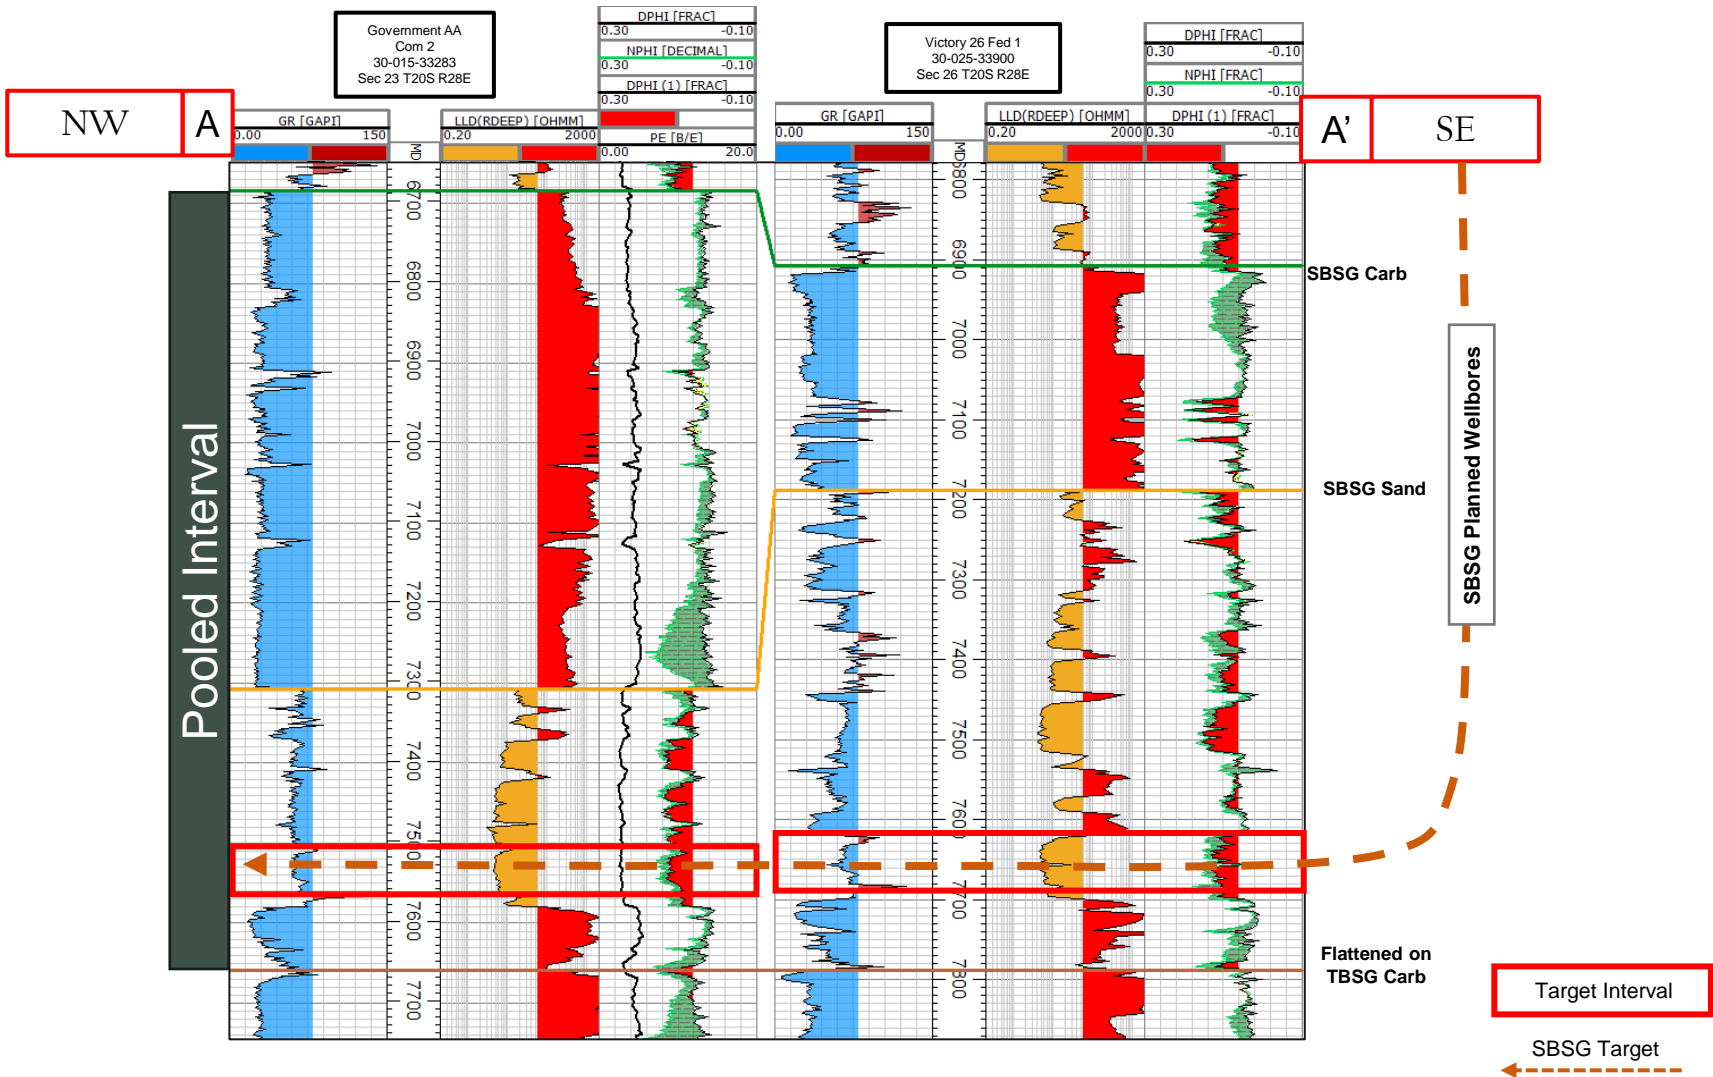 NW
A
Government AA
Com 2
30-015-33283
Sec 23 T20S R28E
DPHI [FRAC]
0.30 -0.10
NPHI [DECIMAL]
0.30 -0.10
DPHI (1) [FRAC]
0.30 -0.10
GR [GAPI]
0.00 150
MD
LLD(RDEEP) [OHMM]
0.20 2000
PE [B/E]
0.00 20.0
Victory 26 Fed 1
30-025-33900
Sec 26 T20S R28E
DPHI [FRAC]
0.30 -0.10
NPHI [FRAC]
0.30 -0.10
GR [GAPI]
0.00 150
MD
LLD(RDEEP) [OHMM]
0.20 2000
DPHI (1) [FRAC]
0.30 -0.10
A'
SE
Pooled Interval
6700
6800
6900
7000
7100
7200
7300
7400
7500
7600
7700
6800
6900
7000
7100
7200
7300
7400
7500
7600
7700
7800
SBSG Carb
SBSG Sand
SBSG Planned Wellbores
Flattened on
TBSG Carb
Target Interval
SBSG Target